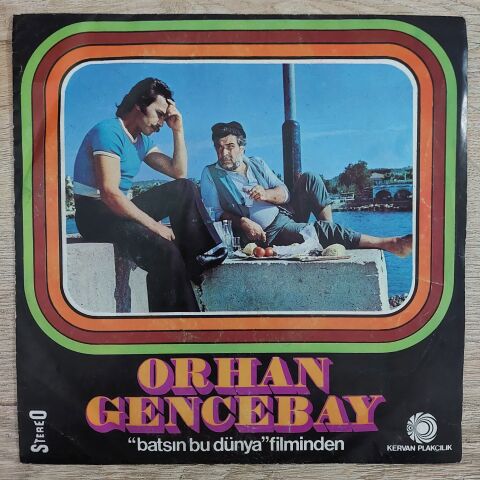 ORHAN
GENCEBAY
“batsın bu dünya” filminden
STEREO
KERVAN PLAKÇILIK